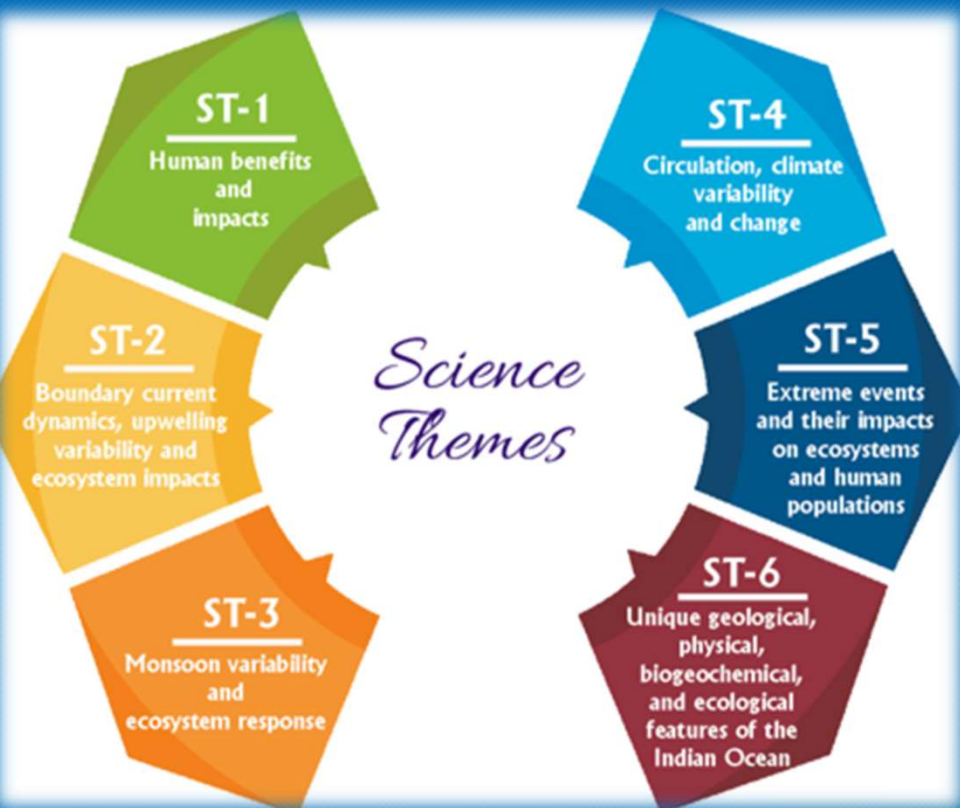 ST-1
Human benefits
and
impacts
ST-2
Boundary current
dynamics, upwelling
variability and
ecosystem impacts
ST-3
Monsoon variability
and
ecosystem response
Science
Themes
ST-4
Circulation, climate
variability
and change
ST-5
Extreme events
and their impacts
on ecosystems
and human
populations
ST-6
Unique geological,
physical,
biogeochemical,
and ecological
features of the
Indian Ocean